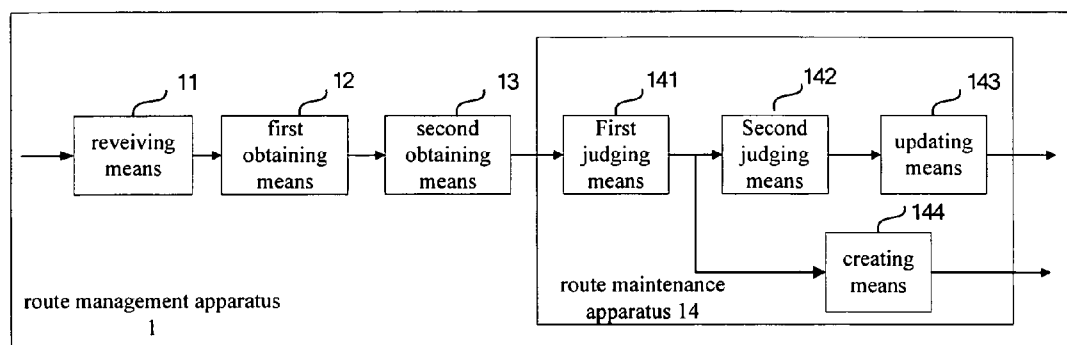 11
reveiving
means
12
first
obtaining
means
13
second
obtaining
means
141
First
judging
means
142
Second
judging
means
143
updating
means
144
creating
means
route maintenance
apparatus 14
route management apparatus
1